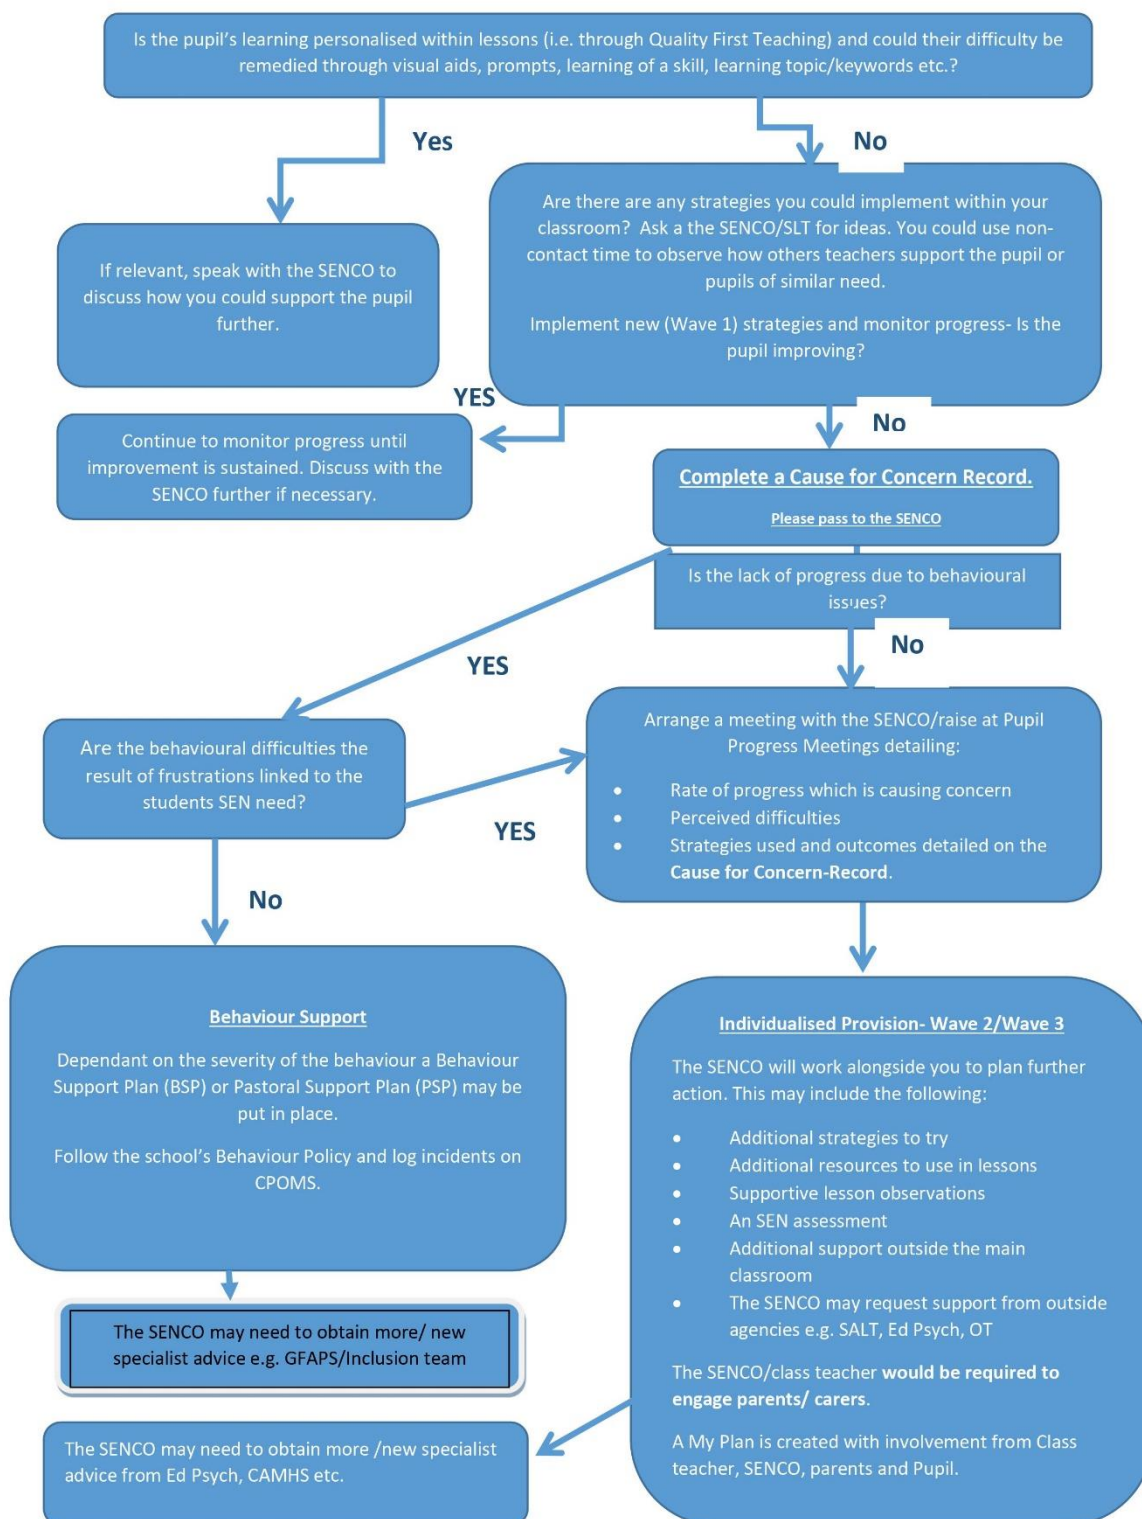 Is the pupil’s learning personalised within lessons (i.e. through Quality First Teaching) and could their difficulty be
remedied through visual aids, prompts, learning of a skill, learning topic/keywords etc.?
Yes
No
Are there are any strategies you could implement within your
classroom?  Ask a the SENCO/SLT for ideas. You could use non-
contact time to observe how others teachers support the pupil or
pupils of similar need.
Implement new (Wave 1) strategies and monitor progress- Is the
pupil improving?
If relevant, speak with the SENCO to
discuss how you could support the pupil
further.
YES
No
Continue to monitor progress until
improvement is sustained. Discuss with the
SENCO further if necessary.
Complete a Cause for Concern Record.
Please pass to the SENCO
Is the lack of progress due to behavioural
issues?
YES
No
Are the behavioural difficulties the
result of frustrations linked to the
students SEN need?
YES
No
Arrange a meeting with the SENCO/raise at Pupil
Progress Meetings detailing:
• Rate of progress which is causing concern
• Perceived difficulties
• Strategies used and outcomes detailed on the
Cause for Concern-Record.
Behaviour Support
Dependant on the severity of the behaviour a Behaviour
Support Plan (BSP) or Pastoral Support Plan (PSP) may be
put in place.
Follow the school’s Behaviour Policy and log incidents on
CPOMS.
The SENCO may need to obtain more/ new
specialist advice e.g. GFAPS/Inclusion team
Individualised Provision- Wave 2/Wave 3
The SENCO will work alongside you to plan further
action. This may include the following:
• Additional strategies to try
• Additional resources to use in lessons
• Supportive lesson observations
• An SEN assessment
• Additional support outside the main
classroom
• The SENCO may request support from outside
agencies e.g. SALT, Ed Psych, OT
The SENCO/class teacher would be required to
engage parents/ carers.
A My Plan is created with involvement from Class
teacher, SENCO, parents and Pupil.
The SENCO may need to obtain more /new specialist
advice from Ed Psych, CAMHS etc.